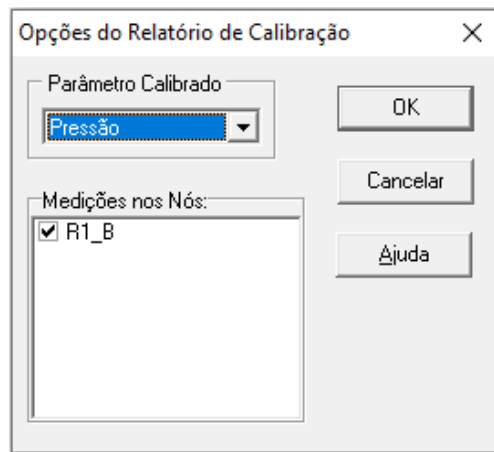 Opções do Relatório de Calibração
Parâmetro Calibrado
Pressão
OK
Cancelar
Medições nos Nós:
R1_B
Ajuda